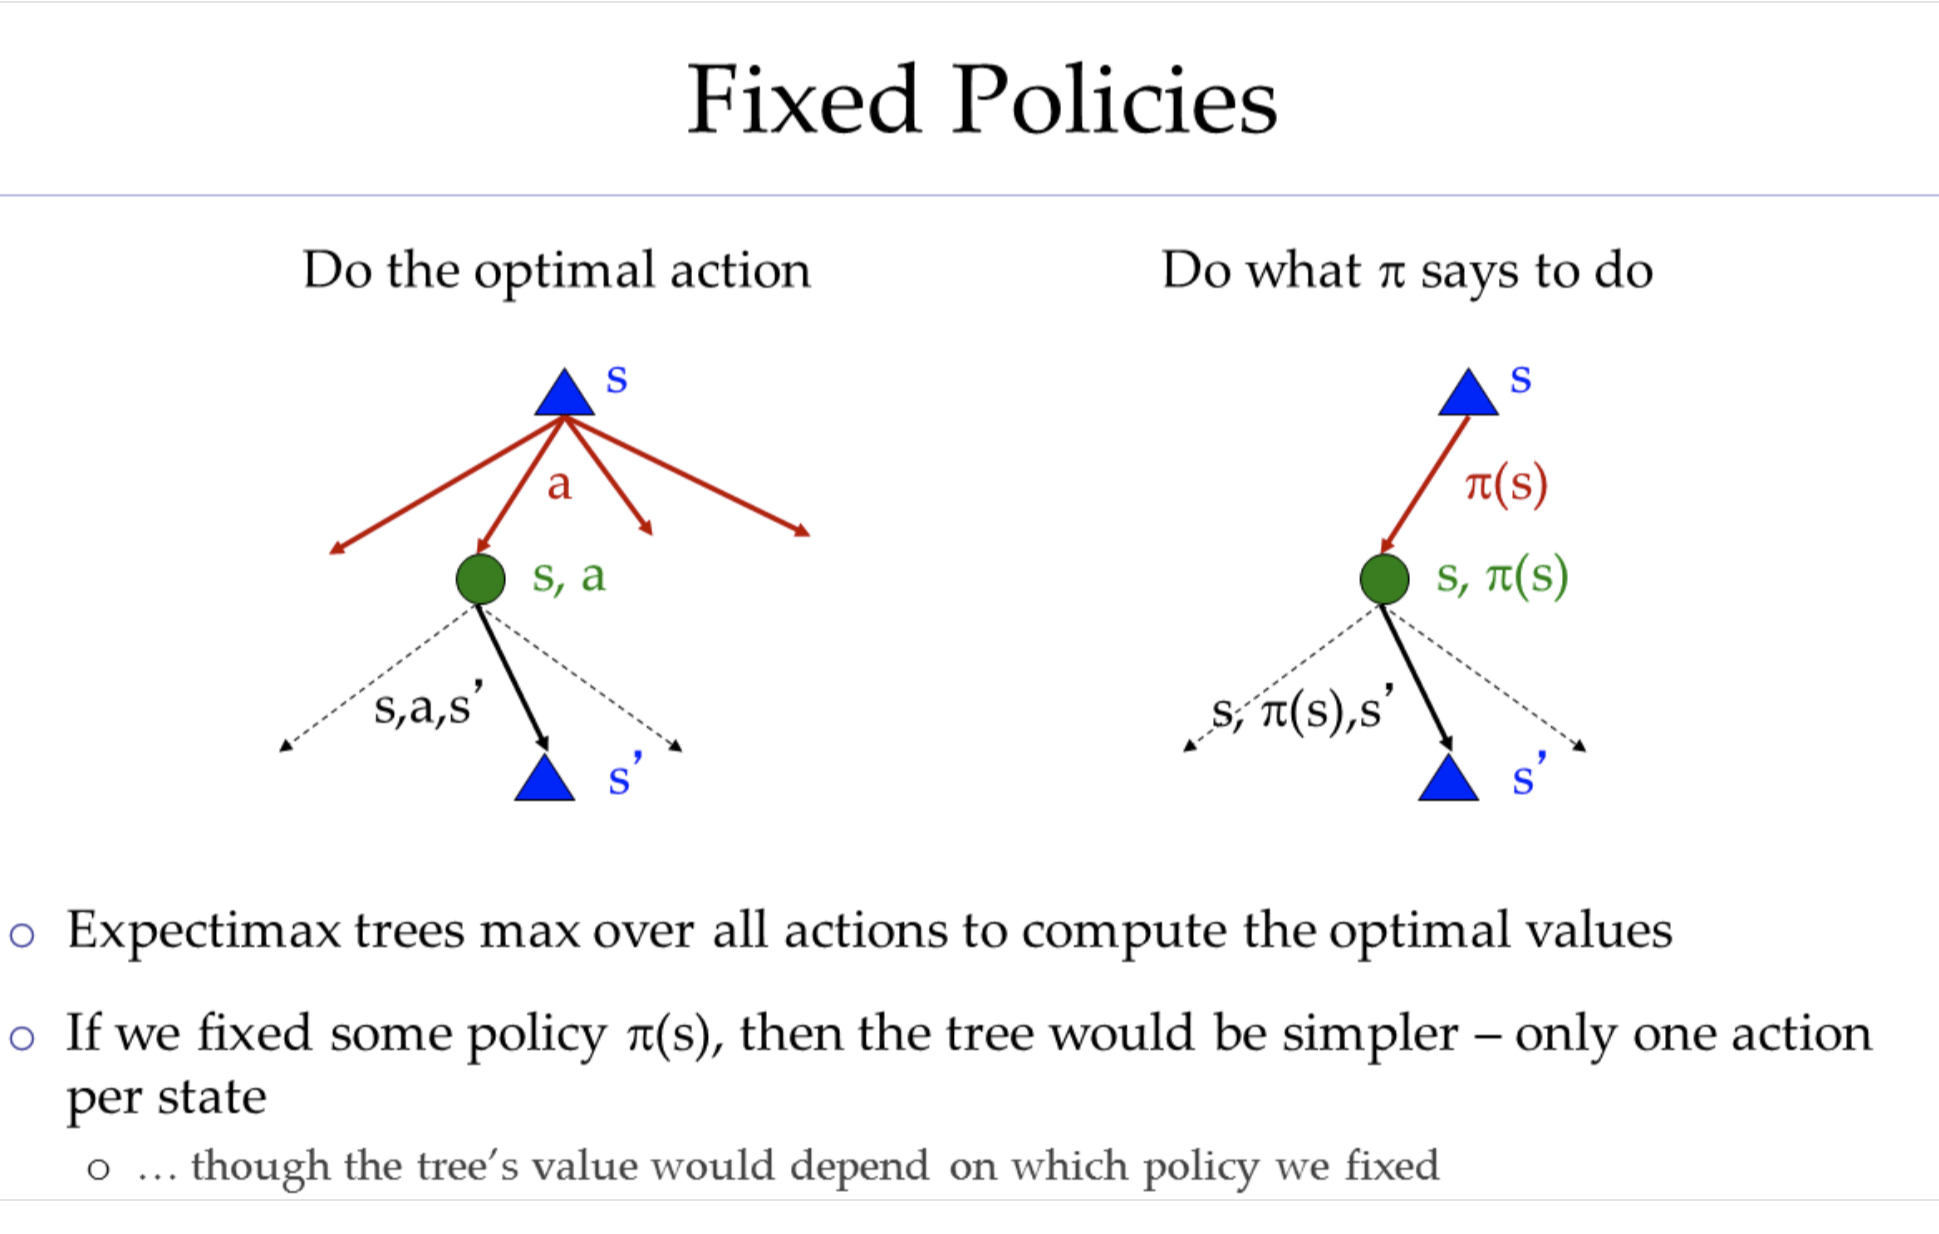 Fixed Policies
Do the optimal action
s
a
s, a
s,a,s’
s’
Do what π says to do
s
π(s)
s, π(s)
s, π(s),s’
s’
Expectimax trees max over all actions to compute the optimal values
If we fixed some policy π(s), then the tree would be simpler – only one action
per state
… though the tree’s value would depend on which policy we fixed